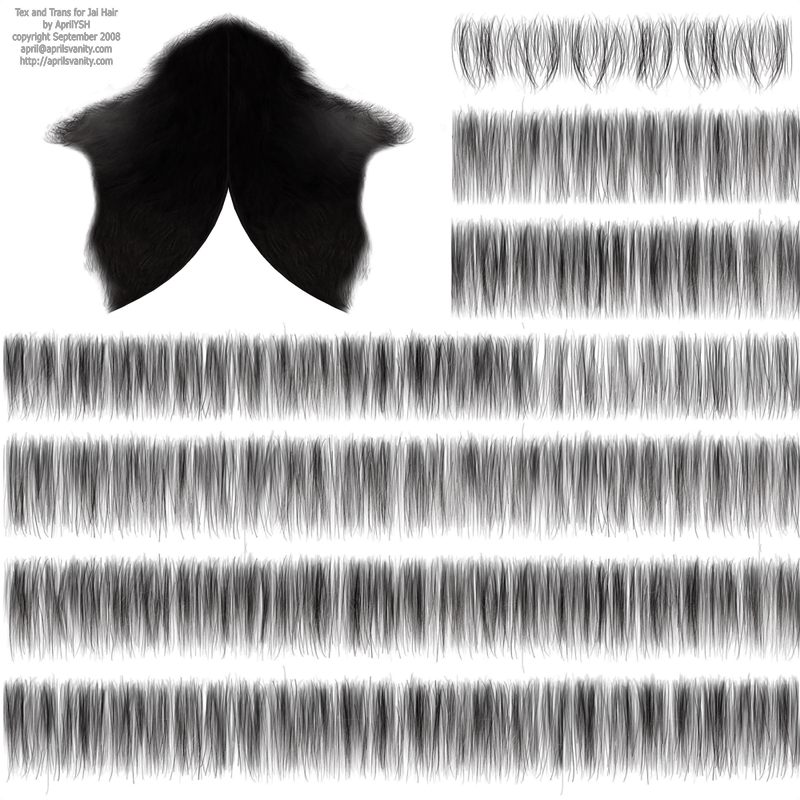 Tex and Trans for Jai Hair
by AprilYSH
copyright September 2008
april@aprilsvanity.com
http://aprilsvanity.com